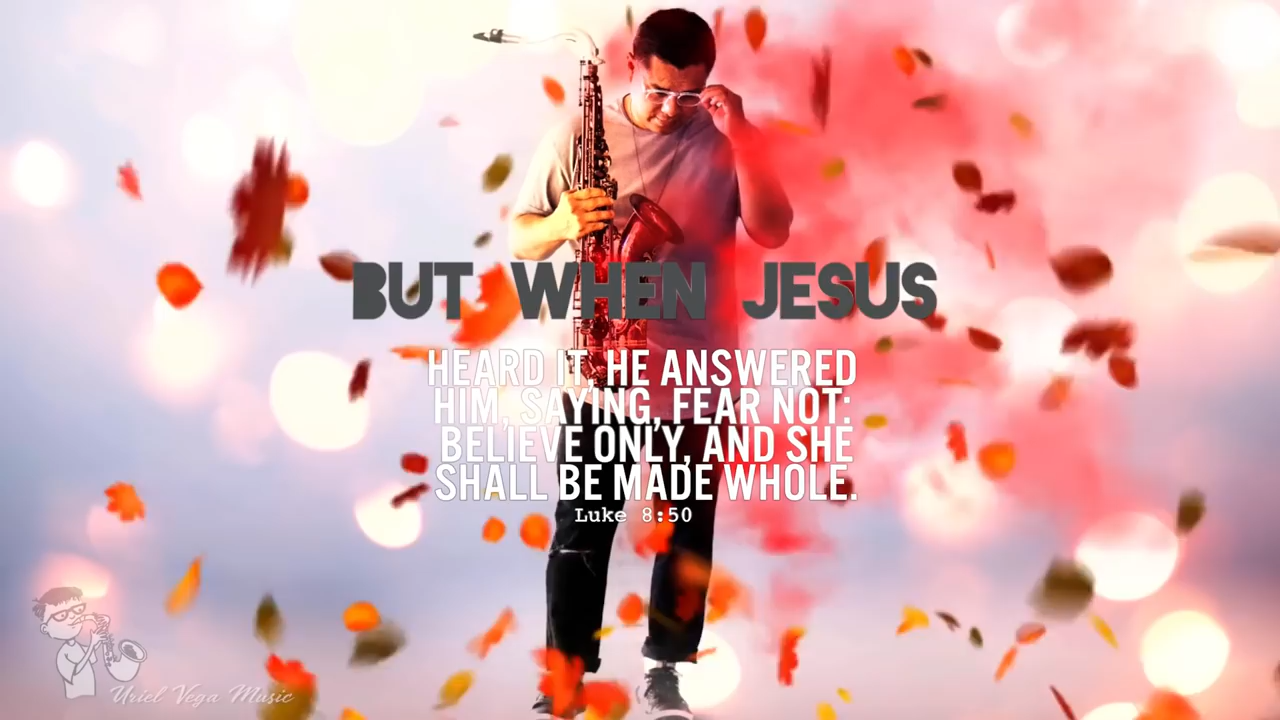 BUT WHEN JESUS
HEARD IT, HE ANSWERED
HIM, SAYING, FEAR NOT:
BELIEVE ONLY, AND SHE
SHALL BE MADE WHOLE.
Luke 8:50
Uriel Vega Music